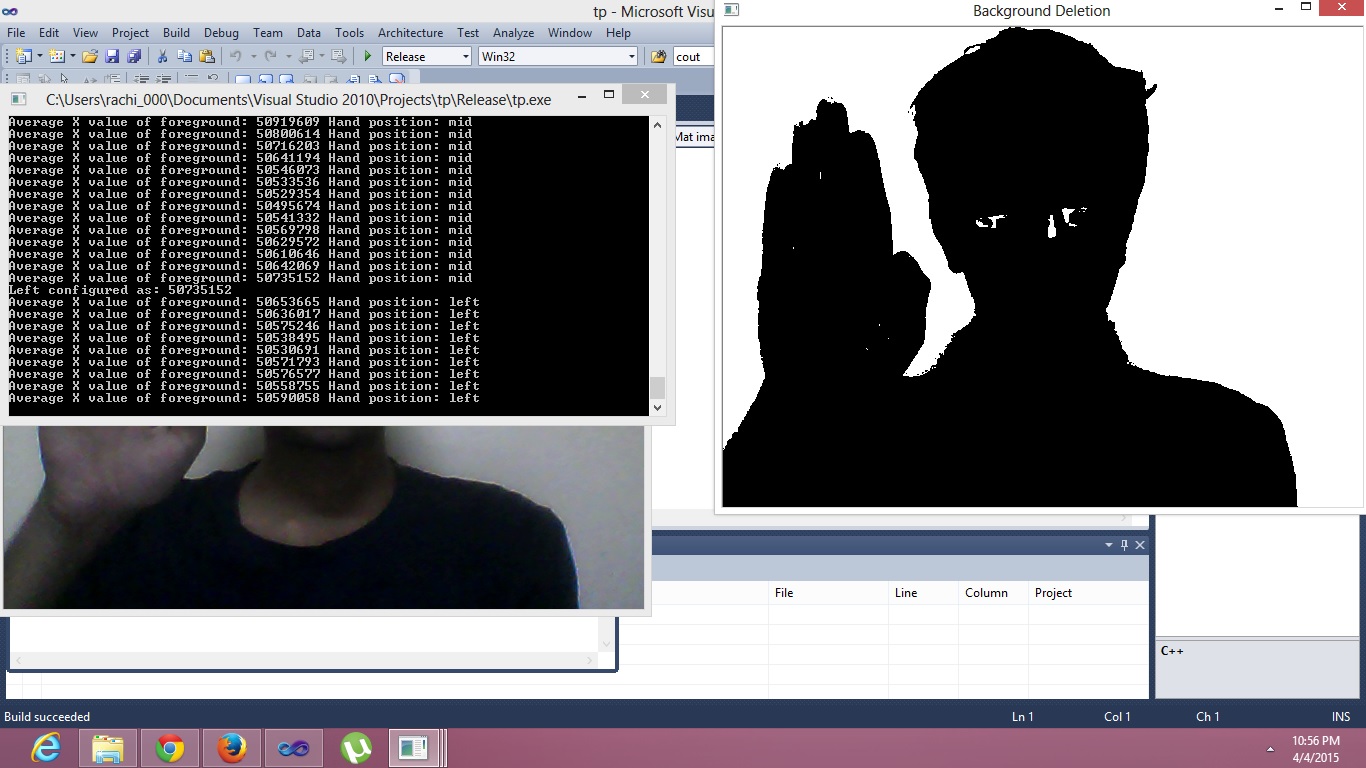 tp - Microsoft Visu
File Edit View Project Build Debug Team Data Tools Architecture Test Analyze Window Help
Release Win32 cout
C:\Users\rachi_000\Documents\Visual Studio 2010\Projects\tp\Release\tp.exe
Average X value of foreground: 50919609 Hand position: mid
Average X value of foreground: 50800614 Hand position: mid
Average X value of foreground: 50716203 Hand position: mid
Average X value of foreground: 50641194 Hand position: mid
Average X value of foreground: 50546073 Hand position: mid
Average X value of foreground: 50533536 Hand position: mid
Average X value of foreground: 50529354 Hand position: mid
Average X value of foreground: 50495674 Hand position: mid
Average X value of foreground: 50541332 Hand position: mid
Average X value of foreground: 50569798 Hand position: mid
Average X value of foreground: 50629572 Hand position: mid
Average X value of foreground: 50610646 Hand position: mid
Average X value of foreground: 50642069 Hand position: mid
Average X value of foreground: 50735152 Hand position: mid
Left configured as: 50735152
Average X value of foreground: 50653665 Hand position: left
Average X value of foreground: 50636017 Hand position: left
Average X value of foreground: 50575246 Hand position: left
Average X value of foreground: 50538495 Hand position: left
Average X value of foreground: 50530691 Hand position: left
Average X value of foreground: 50571793 Hand position: left
Average X value of foreground: 50576577 Hand position: left
Average X value of foreground: 50558755 Hand position: left
Average X value of foreground: 50590058 Hand position: left
Mat ima
Background Deletion
File Line Column Project
C++
Build succeeded Ln 1 Col 1 Ch 1 INS
10:56 PM
4/4/2015